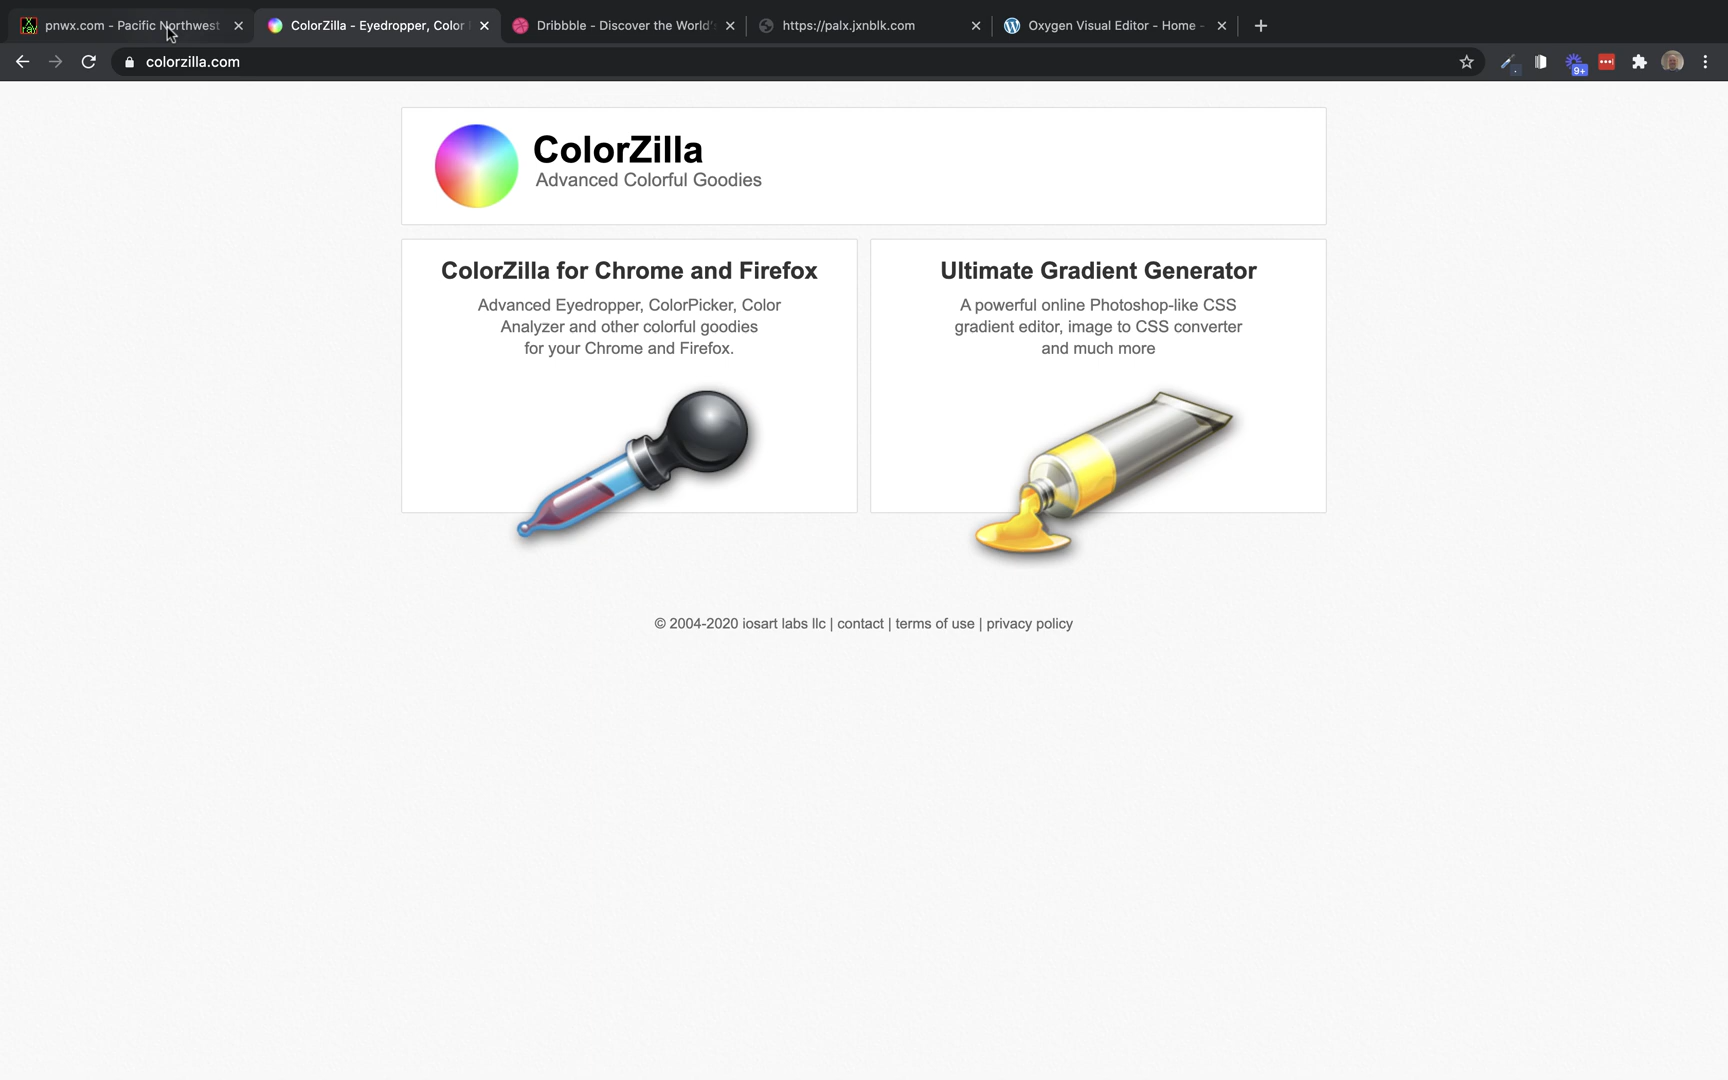 pnwx.com - Pacific Northwest
ColorZilla - Eyedropper, Color
Dribbble - Discover the World'
https://palx.jxnblk.com
Oxygen Visual Editor - Home -
colorzilla.com
9+
ColorZilla
Advanced Colorful Goodies
ColorZilla for Chrome and Firefox
Advanced Eyedropper, ColorPicker, Color
Analyzer and other colorful goodies
for your Chrome and Firefox.
Ultimate Gradient Generator
A powerful online Photoshop-like CSS
gradient editor, image to CSS converter
and much more
© 2004-2020 iosart labs llc | contact | terms of use | privacy policy